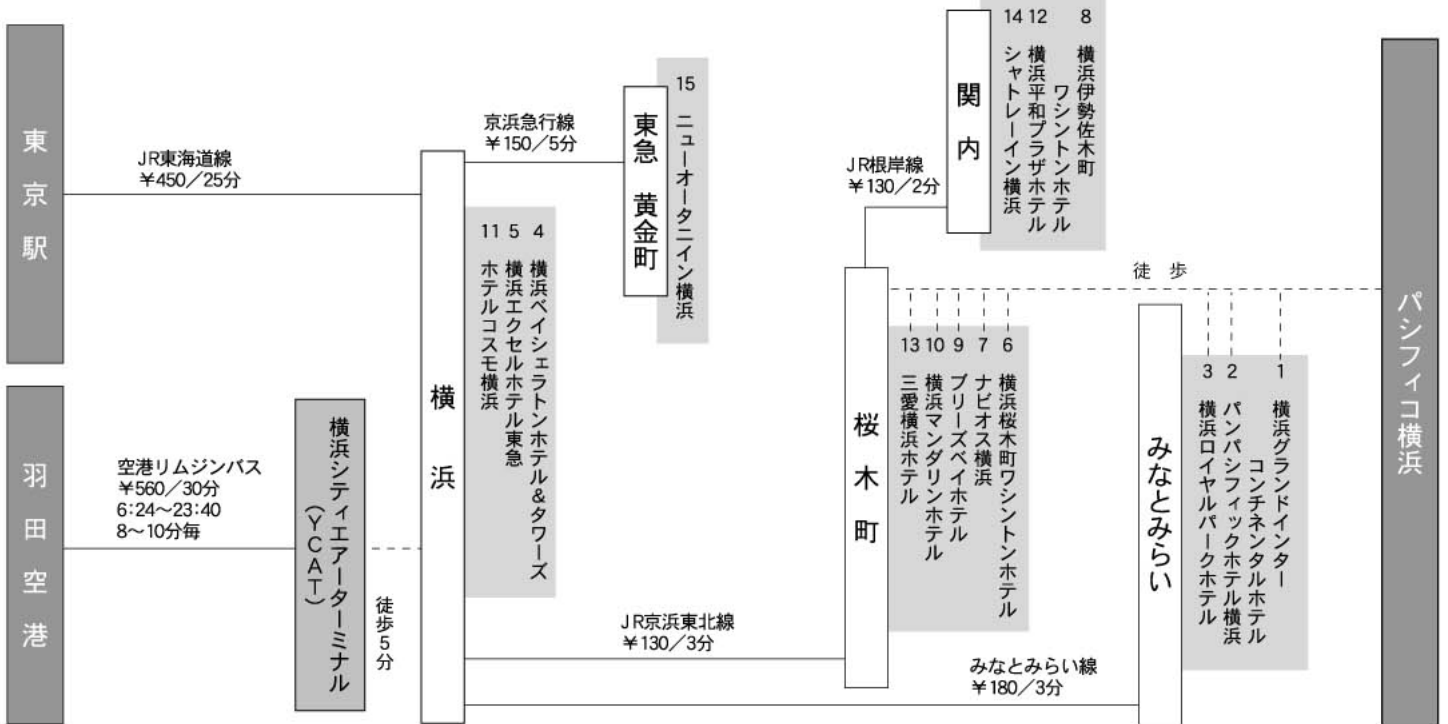 東京駅
羽田空港
JR東海道線
¥450／25分
空港リムジンバス
¥560／30分
6:24～23:40
8～10分毎
横浜シティエアーターミナル
（YCAT）
徒歩5分
横浜
京浜急行線
¥150／5分
4 横浜ベイシェラトンホテル&タワーズ
5 横浜エクセルホテル東急
11 ホテルコスモ横浜
東急 黄金町
15 ニューオータニイン横浜
JR京浜東北線
¥130／3分
みなとみらい線
¥180／3分
桜木町
JR根岸線
¥130／2分
関内
8 横浜伊勢佐木町
ワシントンホテル
12 横浜平和プラザホテル
14 シャトレーイン横浜
6 横浜桜木町ワシントンホテル
7 ナビオス横浜
9 ブリーズベイホテル
10 横浜マンダリンホテル
13 三愛横浜ホテル
徒歩
みなとみらい
1 横浜グランドインター
コンチネンタルホテル
2 パンパシフィックホテル横浜
3 横浜ロイヤルパークホテル
パシフィコ横浜